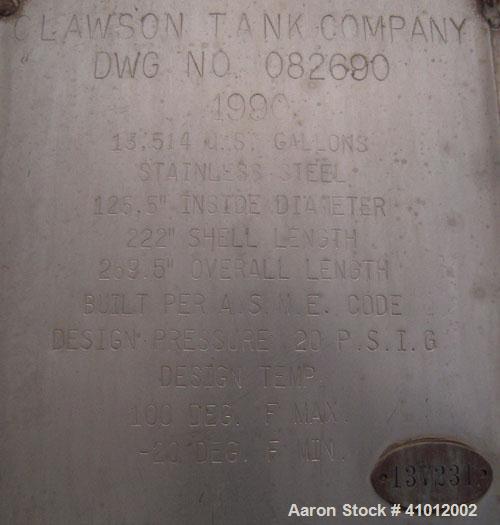 CLAWSON TANK COMPANY
DWG NO. 082690
1990
13,514 U.S. GALLONS
STAINLESS STEEL
125.5" INSIDE DIAMETER
222" SHELL LENGTH
269.5" OVERALL LENGTH
BUILT PER A.S.M.E. CODE
DESIGN PRESSURE 20 P.S.I.G
DESIGN TEMP.
100 DEG. F MAX.
-20 DEG. F MIN.
137231
Aaron Stock # 41012002